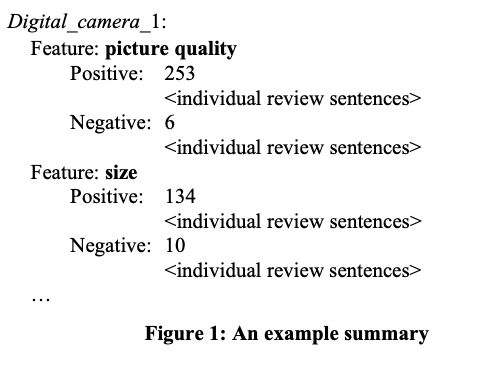 Digital_camera_1:
Feature: picture quality
Positive: 253
<individual review sentences>
Negative: 6
<individual review sentences>
Feature: size
Positive: 134
<individual review sentences>
Negative: 10
<individual review sentences>
…
Figure 1: An example summary